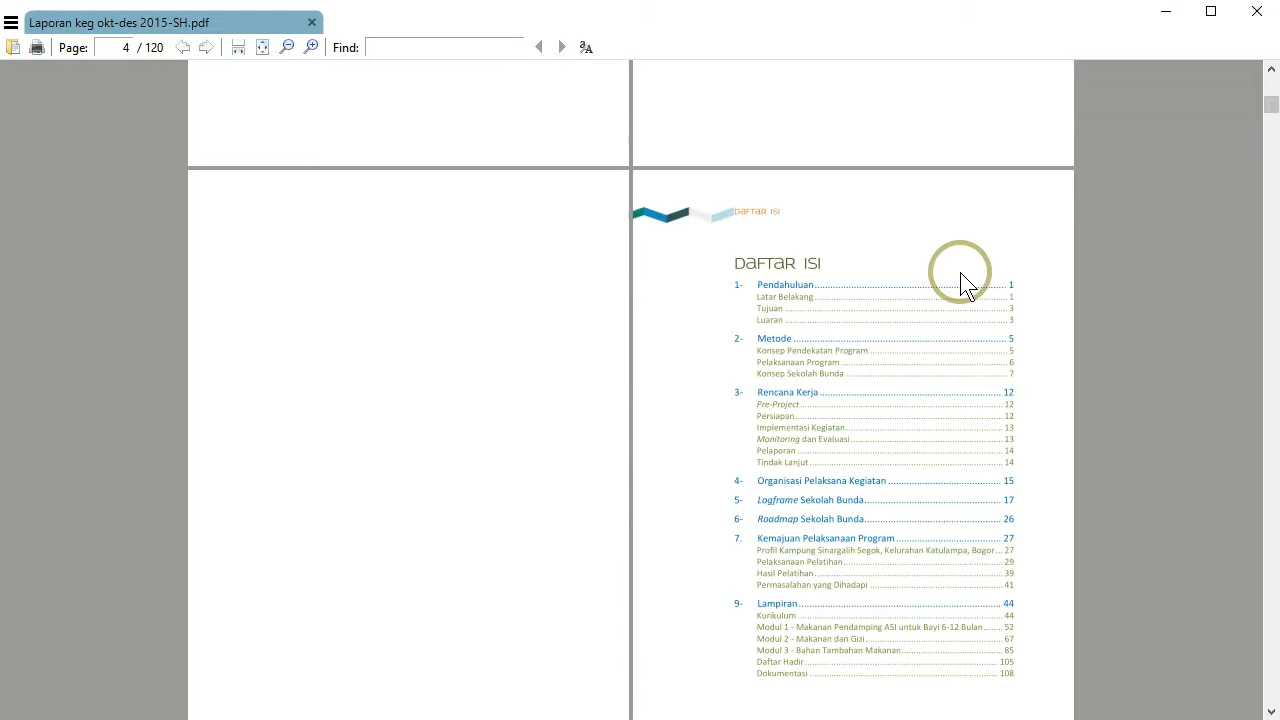 Laporan keg okt-des 2015-SH.pdf
Page: 4 / 120 Find:
DAFTAR ISI
DAFTAR ISI
1- Pendahuluan 1
Latar Belakang 1
Tujuan 3
Luaran 3
2- Metode 5
Konsep Pendekatan Program 5
Pelaksanaan Program 6
Konsep Sekolah Bunda 7
3- Rencana Kerja 12
Pre-Project 12
Persiapan 12
Implementasi Kegiatan 13
Monitoring dan Evaluasi 13
Pelaporan 14
Tindak Lanjut 14
4- Organisasi Pelaksana Kegiatan 15
5- Logframe Sekolah Bunda 17
6- Roadmap Sekolah Bunda 26
7. Kemajuan Pelaksanaan Program 27
Profil Kampung Sinargalih Segok, Kelurahan Katulampa, Bogor 27
Pelaksanaan Pelatihan 29
Hasil Pelatihan 39
Permasalahan yang Dihadapi 41
9- Lampiran 44
Kurikulum 44
Modul 1 - Makanan Pendamping ASI untuk Bayi 6-12 Bulan 52
Modul 2 - Makanan dan Gizi 67
Modul 3 - Bahan Tambahan Makanan 85
Daftar Hadir 105
Dokumentasi 108